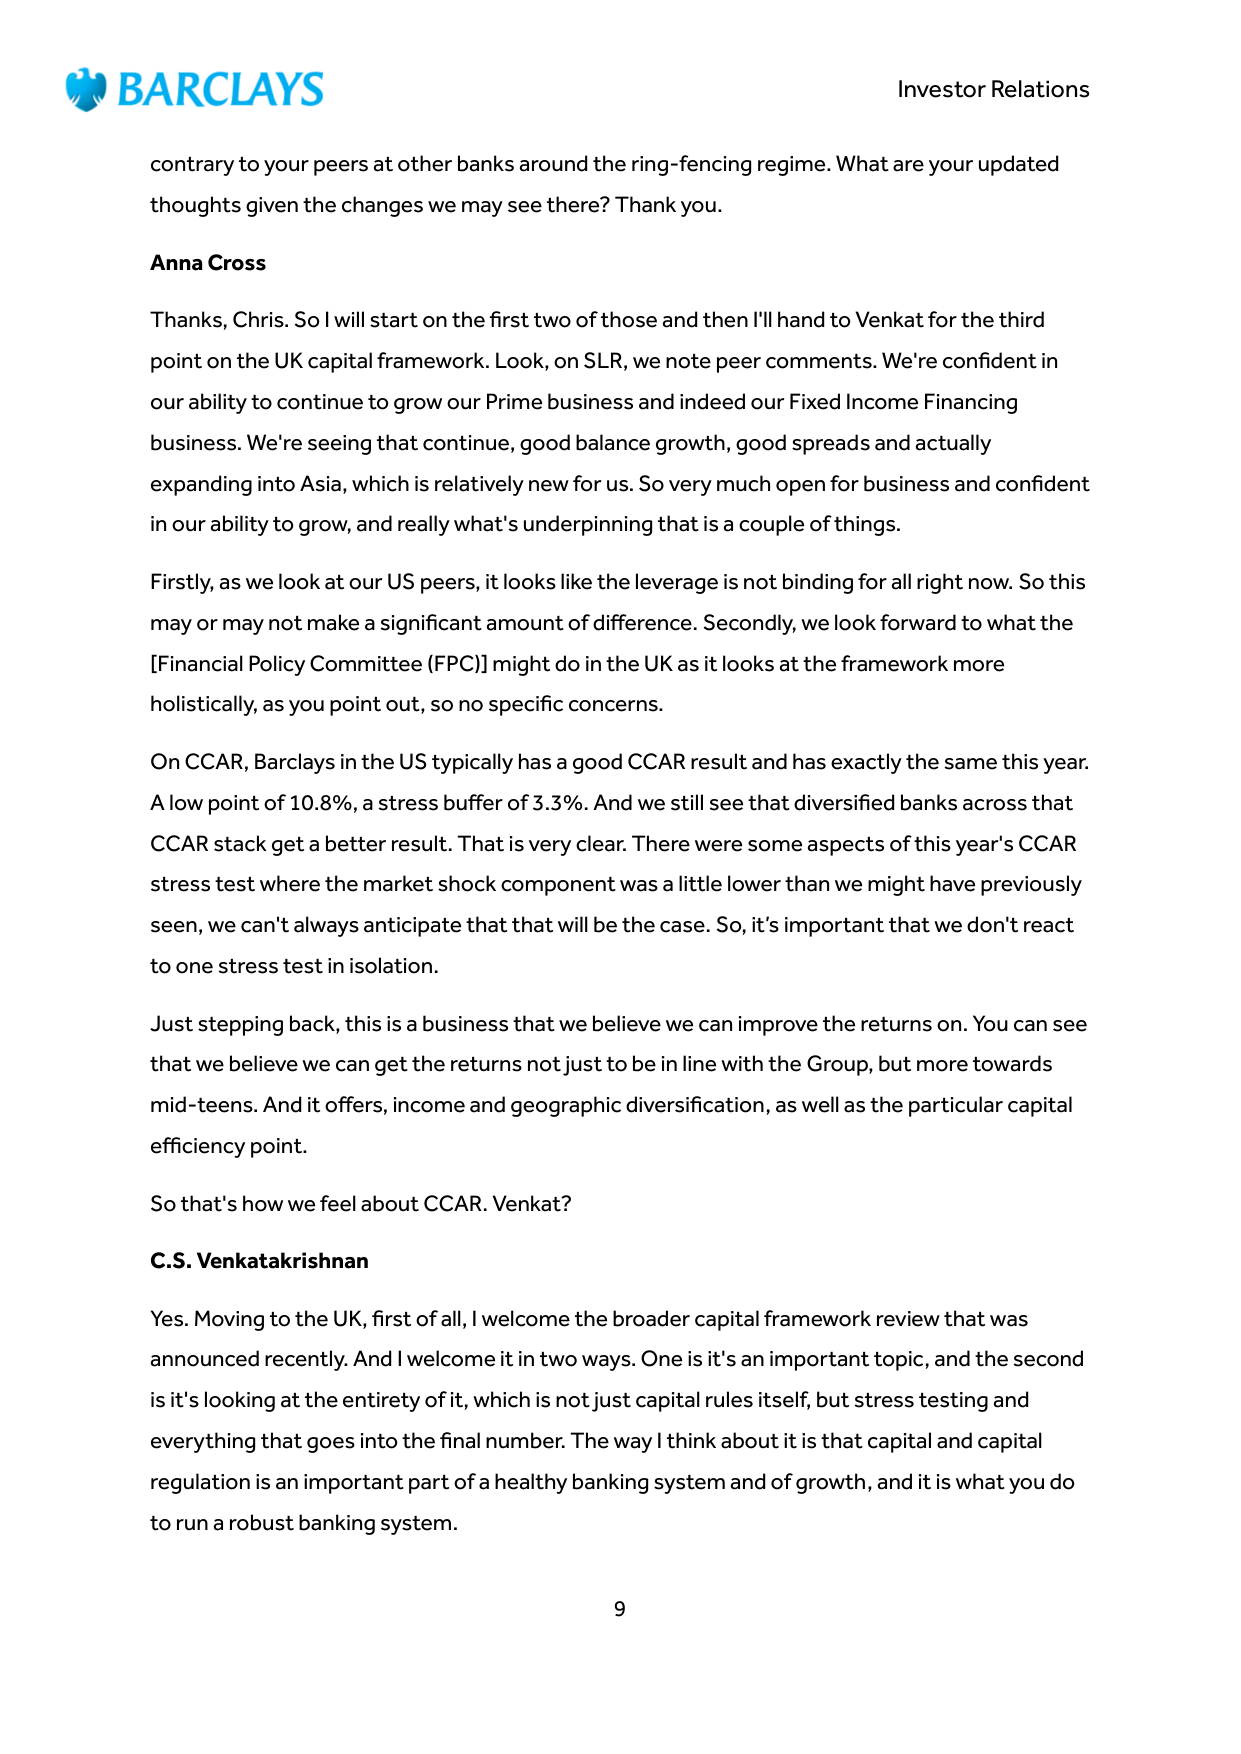 BARCLAYS
Investor Relations
contrary to your peers at other banks around the ring-fencing regime. What are your updated
thoughts given the changes we may see there? Thank you.
Anna Cross
Thanks, Chris. So I will start on the first two of those and then I'll hand to Venkat for the third
point on the UK capital framework. Look, on SLR, we note peer comments. We're confident in
our ability to continue to grow our Prime business and indeed our Fixed Income Financing
business. We're seeing that continue, good balance growth, good spreads and actually
expanding into Asia, which is relatively new for us. So very much open for business and confident
in our ability to grow, and really what's underpinning that is a couple of things.
Firstly, as we look at our US peers, it looks like the leverage is not binding for all right now. So this
may or may not make a significant amount of difference. Secondly, we look forward to what the
[Financial Policy Committee (FPC)] might do in the UK as it looks at the framework more
holistically, as you point out, so no specific concerns.
On CCAR, Barclays in the US typically has a good CCAR result and has exactly the same this year.
A low point of 10.8%, a stress buffer of 3.3%. And we still see that diversified banks across that
CCAR stack get a better result. That is very clear. There were some aspects of this year's CCAR
stress test where the market shock component was a little lower than we might have previously
seen, we can't always anticipate that that will be the case. So, it’s important that we don't react
to one stress test in isolation.
Just stepping back, this is a business that we believe we can improve the returns on. You can see
that we believe we can get the returns not just to be in line with the Group, but more towards
mid-teens. And it offers, income and geographic diversification, as well as the particular capital
efficiency point.
So that's how we feel about CCAR. Venkat?
C.S. Venkatakrishnan
Yes. Moving to the UK, first of all, I welcome the broader capital framework review that was
announced recently. And I welcome it in two ways. One is it's an important topic, and the second
is it's looking at the entirety of it, which is not just capital rules itself, but stress testing and
everything that goes into the final number. The way I think about it is that capital and capital
regulation is an important part of a healthy banking system and of growth, and it is what you do
to run a robust banking system.
9